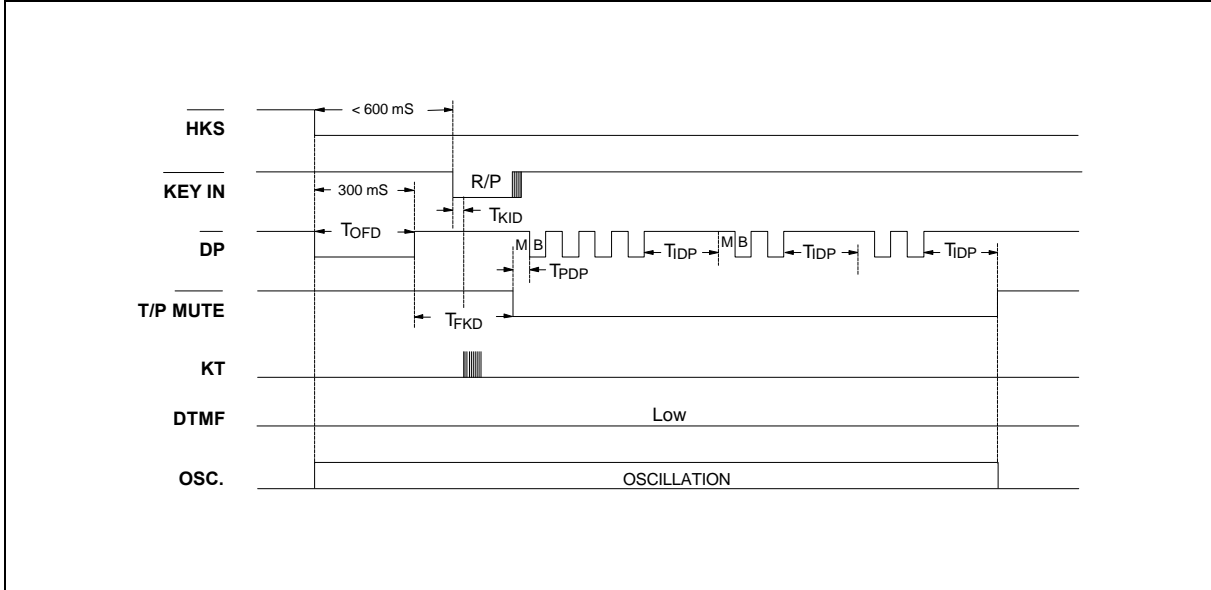 < 600 mS
HKS
KEY IN
R/P
300 mS
TKID
TOFD
DP
M B
TIDP
M B
TIDP
TIDP
TPDP
T/P MUTE
TFKD
KT
DTMF
Low
OSC.
OSCILLATION